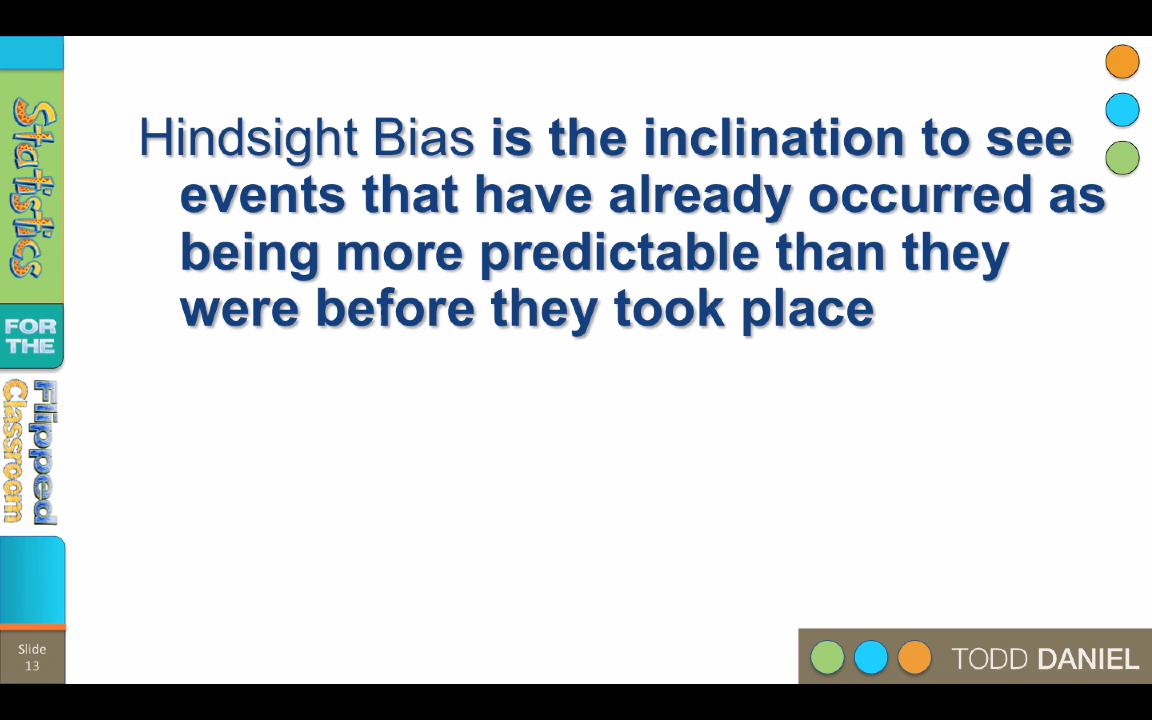 Hindsight Bias is the inclination to see
events that have already occurred as
being more predictable than they
were before they took place
Statistics
FOR
THE
Flipped
Classroom
Slide
13
TODD DANIEL